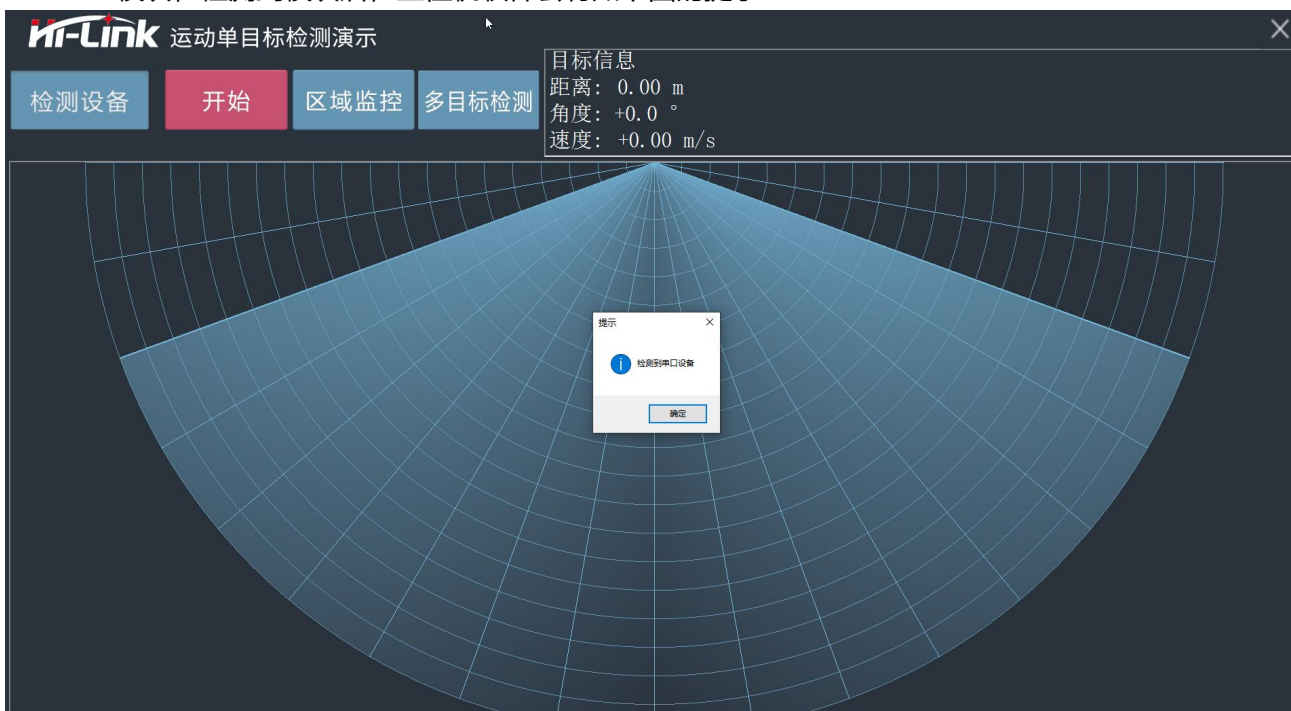 Hi-Link 运动单目标检测演示
检测设备
开始
区域监控
多目标检测
目标信息
距离: 0.00 m
角度: +0.0 °
速度: +0.00 m/s
提示
检测到串口设备
确定